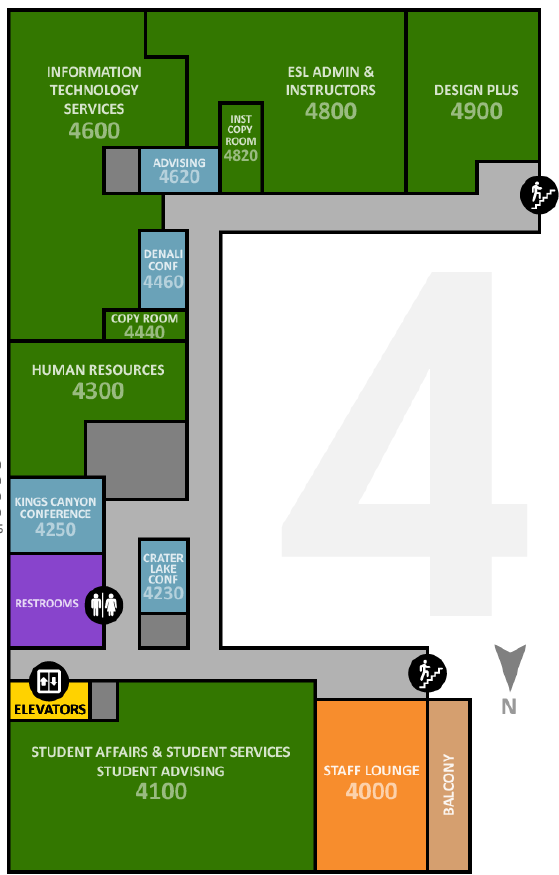 INFORMATION
TECHNOLOGY
SERVICES
4600
ESL ADMIN &
INSTRUCTORS
4800
DESIGN PLUS
4900
INST
COPY
ROOM
4820
ADVISING
4620
DENALI
CONF
4460
COPY ROOM
4440
HUMAN RESOURCES
4300
4
KINGS CANYON
CONFERENCE
4250
CRATER
LAKE
CONF
4230
RESTROOMS
ELEVATORS
N
STUDENT AFFAIRS & STUDENT SERVICES
STUDENT ADVISING
4100
STAFF LOUNGE
4000
BALCONY